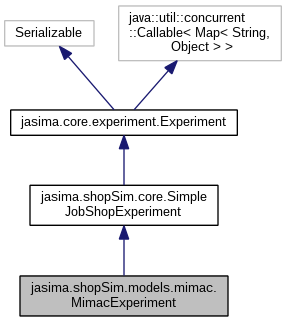 Serializable
java::util::concurrent
::Callable< Map< String,
Object > >
jasima.core.experiment.Experiment
jasima.shopSim.core.Simple
JobShopExperiment
jasima.shopSim.models.mimac.
MimacExperiment